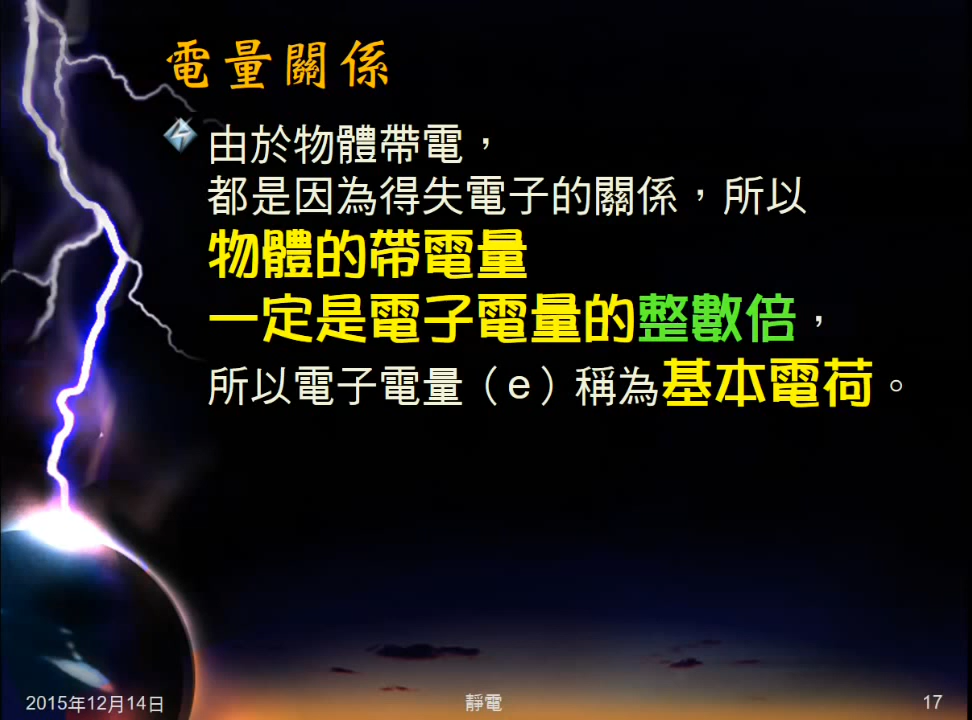 電量關係
由於物體帶電，
都是因為得失電子的關係，所以
物體的帶電量
一定是電子電量的整數倍，
所以電子電量（e）稱為基本電荷。
2015年12月14日
靜電
17